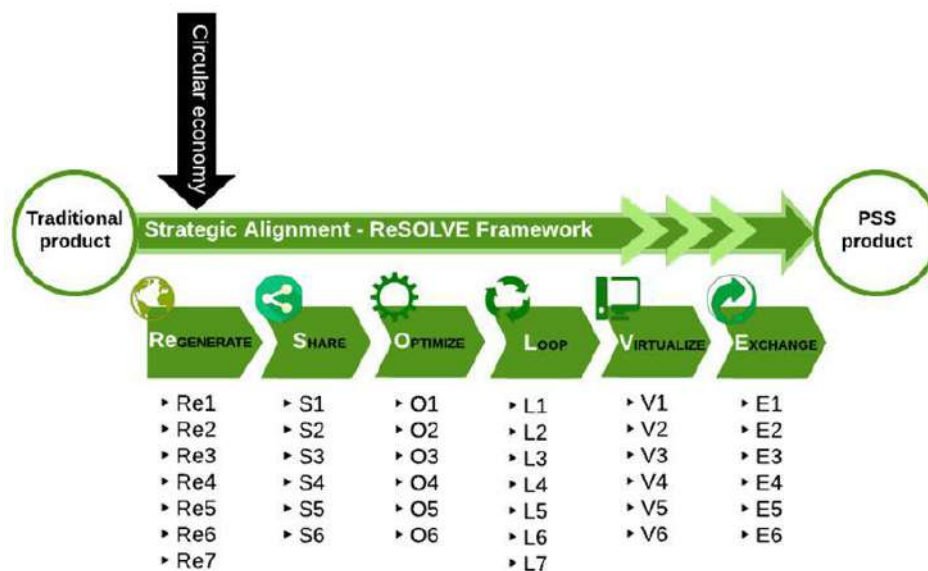 Circular economy
Traditional
product
Strategic Alignment - ReSOLVE Framework
PSS
product
ReGENERATE
SHARE
OPTIMIZE
LOOP
VIRTUALIZE
EXCHANGE
‣ Re1
‣ Re2
‣ Re3
‣ Re4
‣ Re5
‣ Re6
‣ Re7
‣ S1
‣ S2
‣ S3
‣ S4
‣ S5
‣ S6
‣ O1
‣ O2
‣ O3
‣ O4
‣ O5
‣ O6
‣ L1
‣ L2
‣ L3
‣ L4
‣ L5
‣ L6
‣ L7
‣ V1
‣ V2
‣ V3
‣ V4
‣ V5
‣ V6
‣ E1
‣ E2
‣ E3
‣ E4
‣ E5
‣ E6